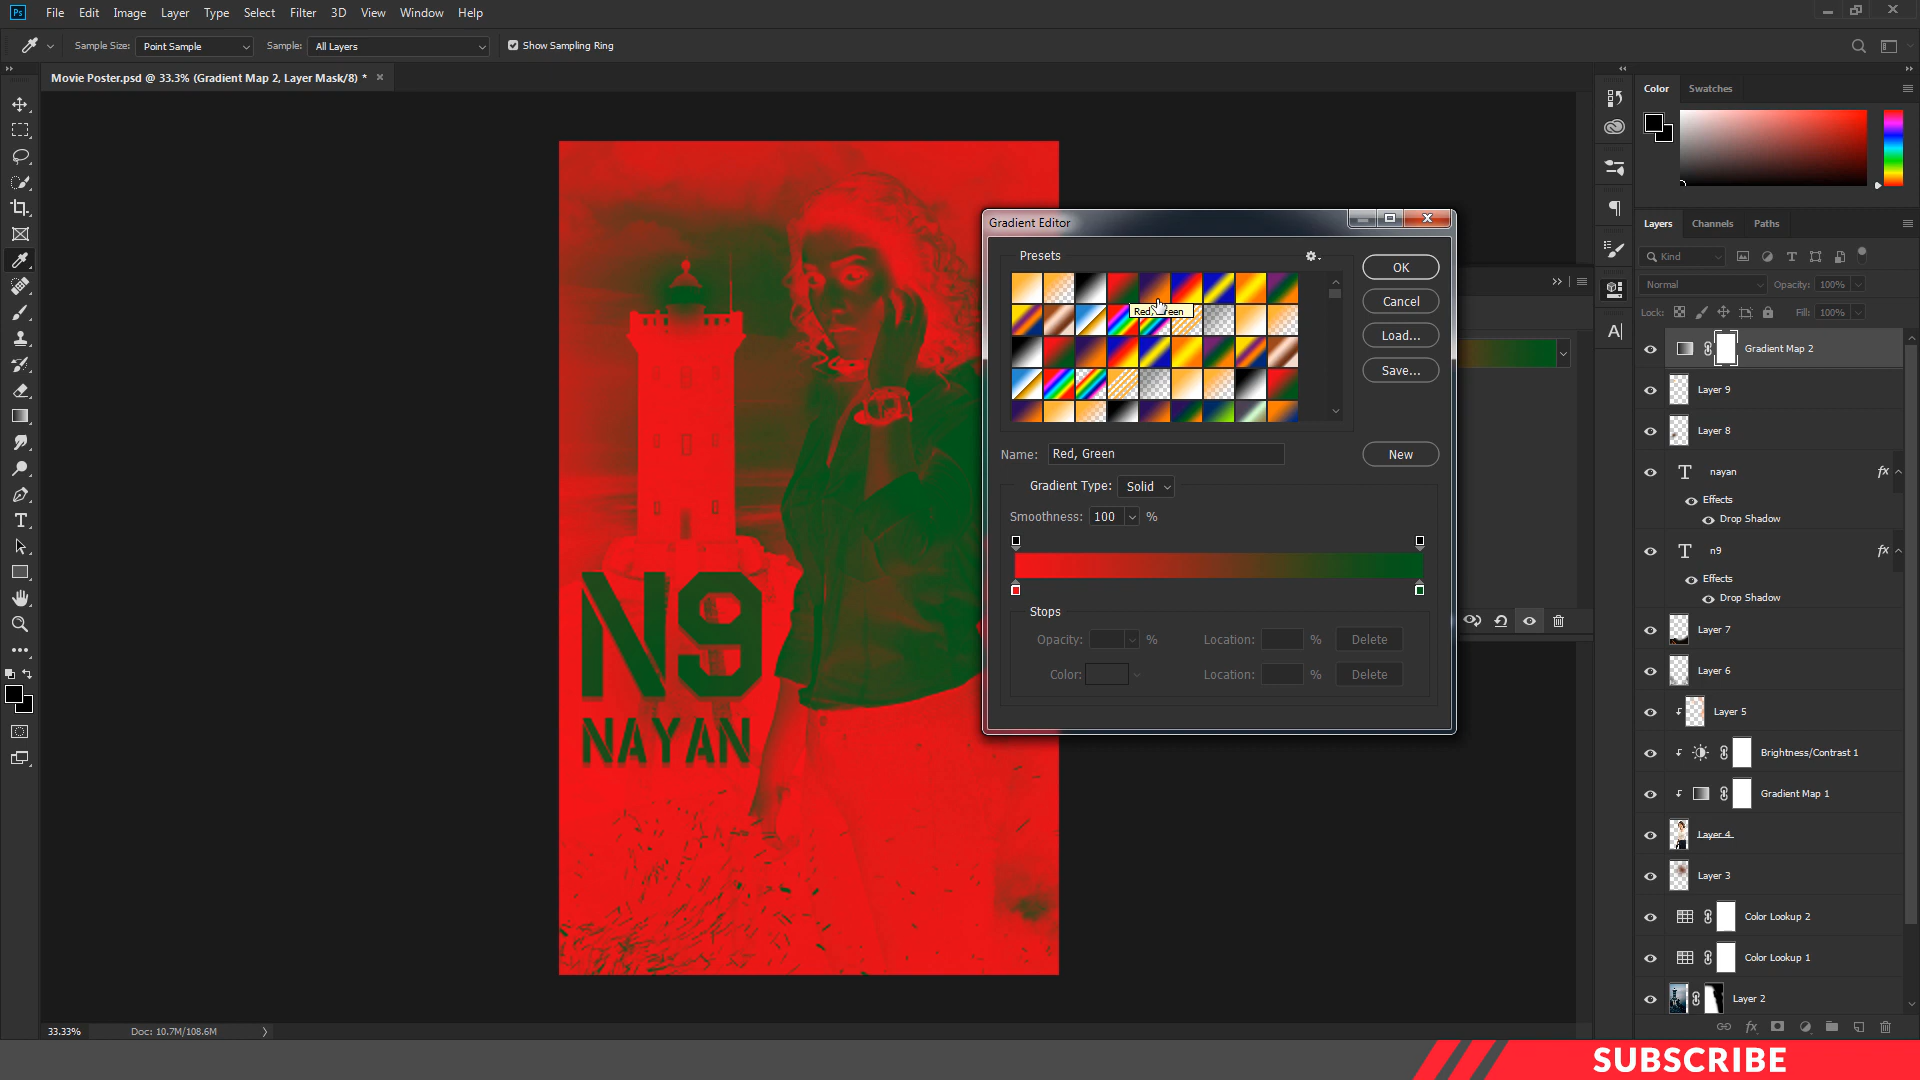 Ps File Edit Image Layer Type Select Filter 3D View Window Help
Sample Size: Point Sample Sample: All Layers Show Sampling Ring
Movie Poster.psd @ 33.3% (Gradient Map 2, Layer Mask/8) *
Color Swatches
Gradient Editor
Layers Channels Paths
Presets
OK
Kind
Cancel
Normal Opacity: 100%
Red, Green
Lock: Fill: 100%
Load...
Gradient Map 2
Save...
Layer 9
Layer 8
Name: Red, Green New
nayan fx
Gradient Type: Solid
Effects
Smoothness: 100 %
Drop Shadow
n9 fx
Effects
Drop Shadow
N9
NAYAN
Stops
Opacity: % Location: % Delete
Color: Location: % Delete
Layer 7
Layer 6
Layer 5
Brightness/Contrast 1
Gradient Map 1
Layer 4
Layer 3
Color Lookup 2
Color Lookup 1
Layer 2
33.33% Doc: 10.7M/108.6M
fx
SUBSCRIBE